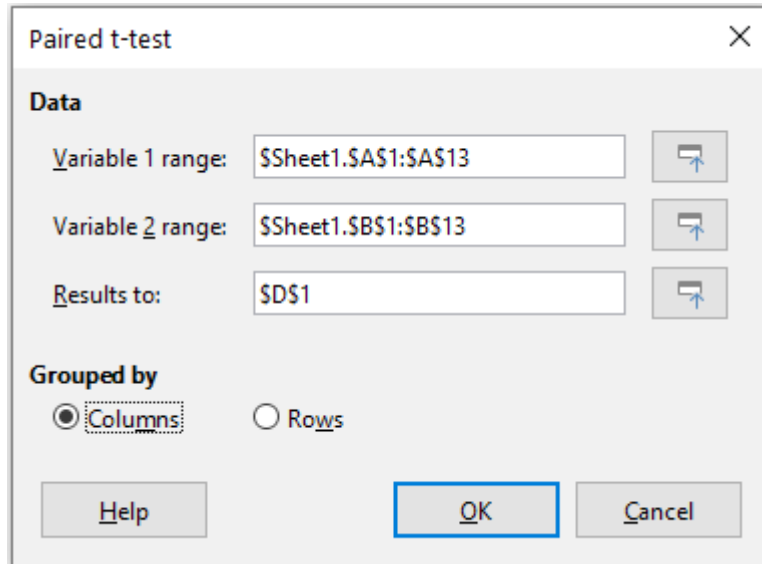 Paired t-test
Data
Variable 1 range: $Sheet1.$A$1:$A$13
Variable 2 range: $Sheet1.$B$1:$B$13
Results to: $D$1
Grouped by
Columns Rows
Help OK Cancel